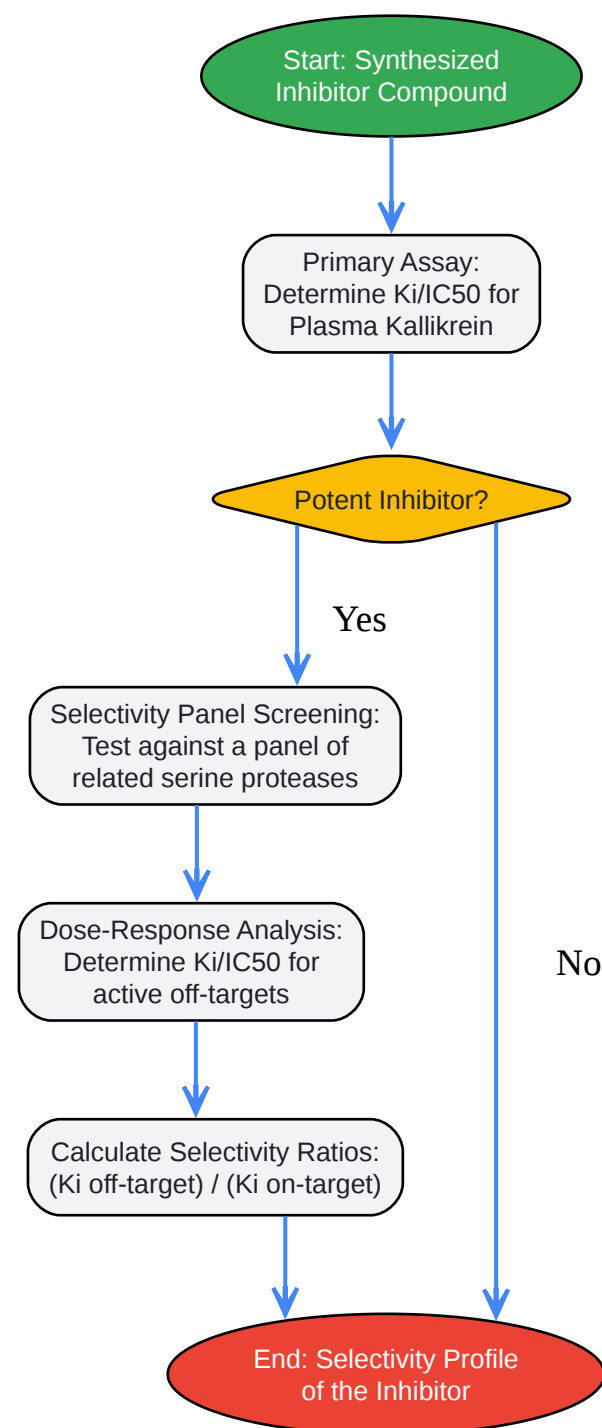 Start: Synthesized
Inhibitor Compound
Primary Assay:
Determine Ki/IC50 for
Plasma Kallikrein
Potent Inhibitor?
Yes
Selectivity Panel Screening:
Test against a panel of
related serine proteases
Dose-Response Analysis:
Determine Ki/IC50 for
active off-targets
No
Calculate Selectivity Ratios:
(Ki off-target) / (Ki on-target)
End: Selectivity Profile
of the Inhibitor